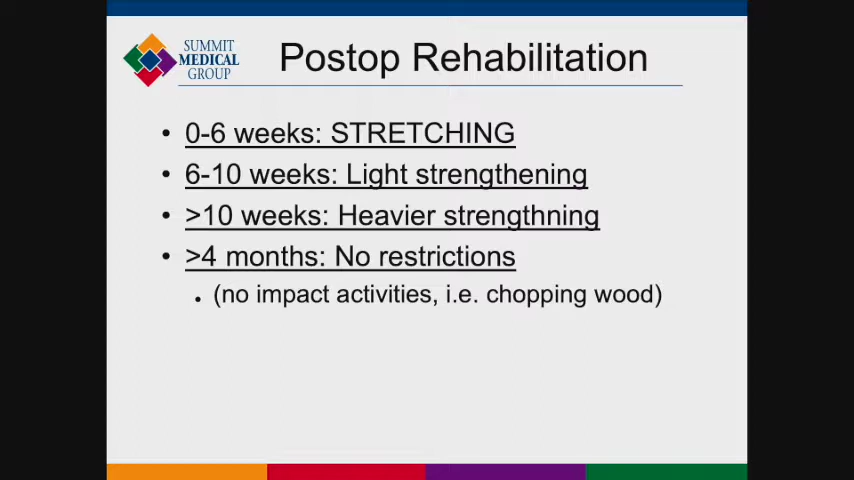 SUMMIT
MEDICAL
GROUP
Postop Rehabilitation
• 0-6 weeks: STRETCHING
• 6-10 weeks: Light strengthening
• >10 weeks: Heavier strengthning
• >4 months: No restrictions
• (no impact activities, i.e. chopping wood)